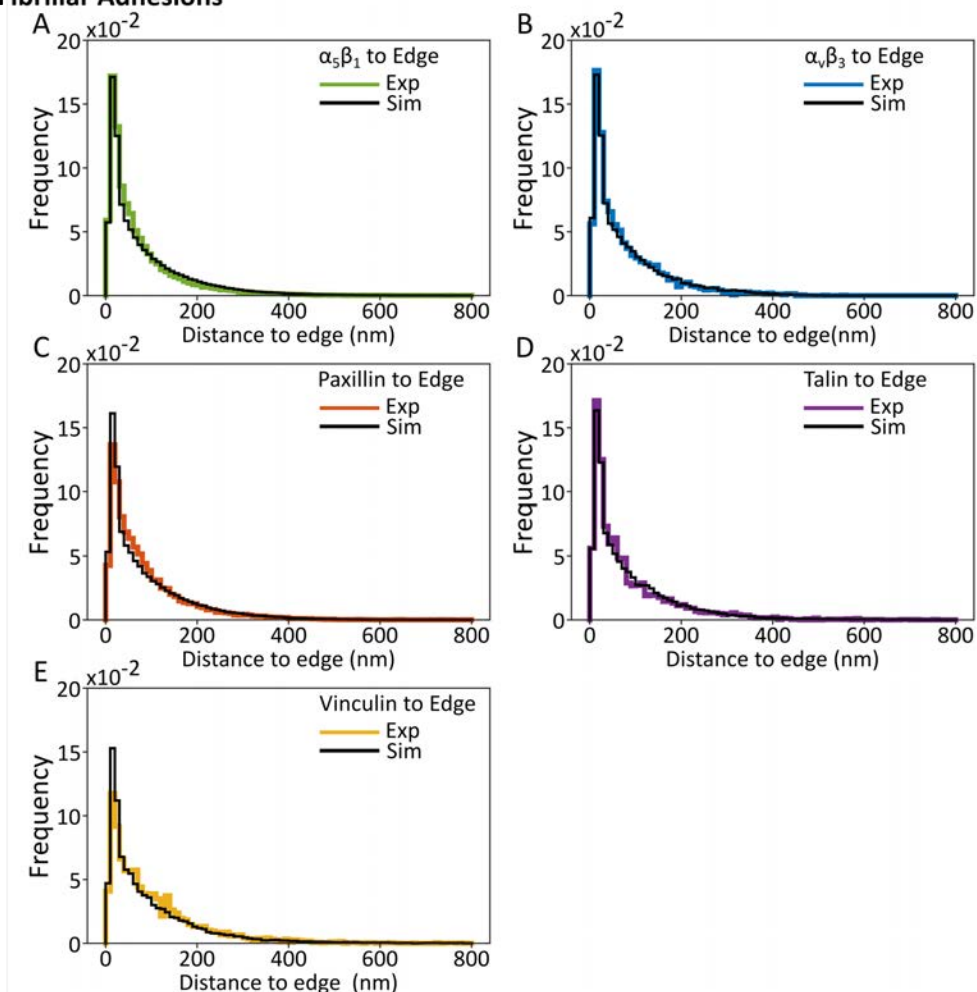 Fibrillar Adhesions
A
x10-2
20
15
10
5
0
Frequency
α5β1 to Edge
Exp
Sim
0 200 400 600 800
Distance to edge (nm)
B
x10-2
20
15
10
5
0
Frequency
αvβ3 to Edge
Exp
Sim
0 200 400 600 800
Distance to edge(nm)
C
x10-2
20
15
10
5
0
Frequency
Paxillin to Edge
Exp
Sim
0 200 400 600 800
Distance to edge (nm)
D
x10-2
20
15
10
5
0
Frequency
Talin to Edge
Exp
Sim
0 200 400 600 800
Distance to edge (nm)
E
x10-2
20
15
10
5
0
Frequency
Vinculin to Edge
Exp
Sim
0 200 400 600 800
Distance to edge (nm)